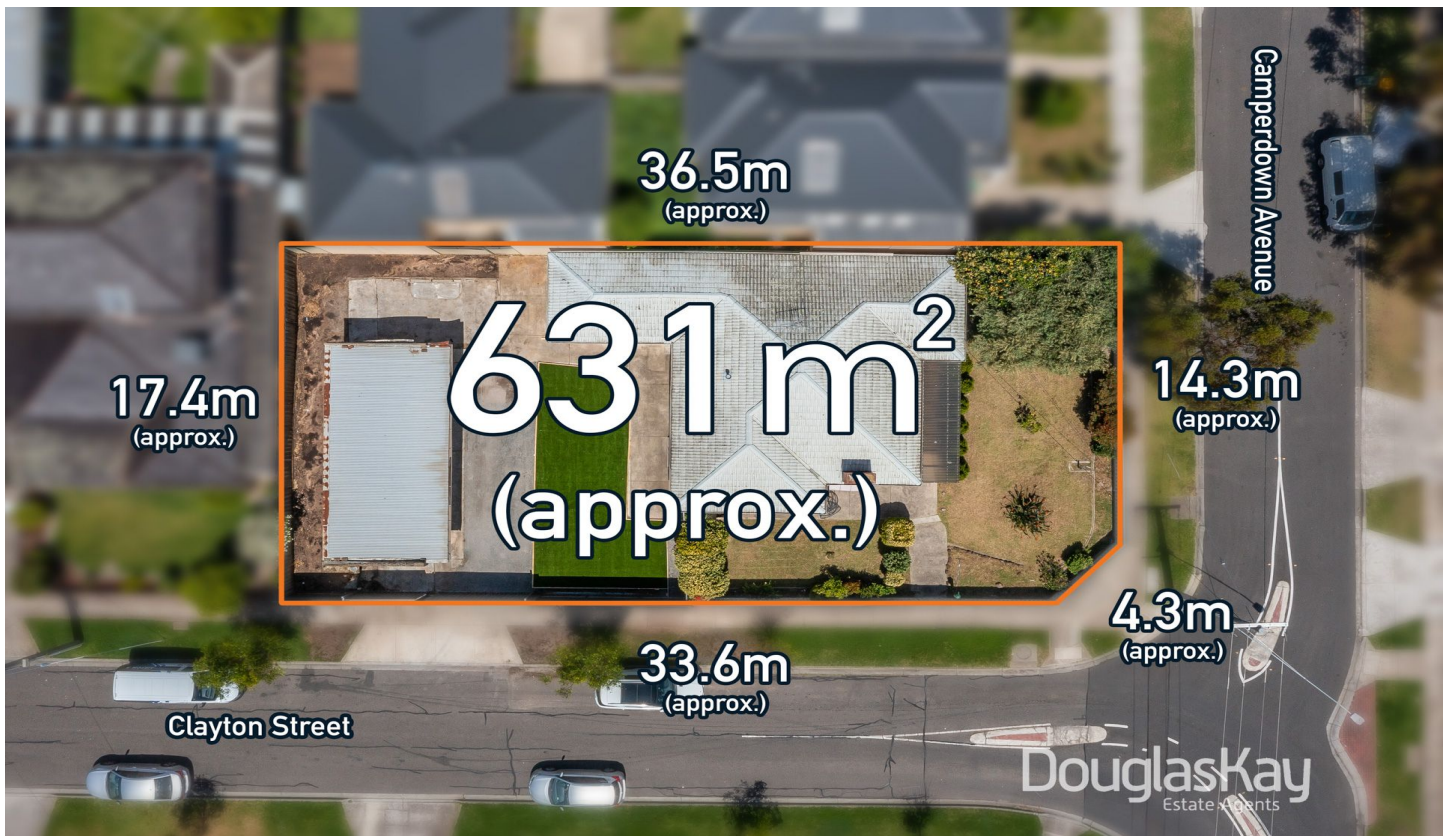 Camperdown Avenue
36.5m
(approx.)
631m²
(approx.)
17.4m
(approx.)
14.3m
(approx.)
4.3m
(approx.)
33.6m
(approx.)
Clayton Street
DouglasKay
Estate Agents